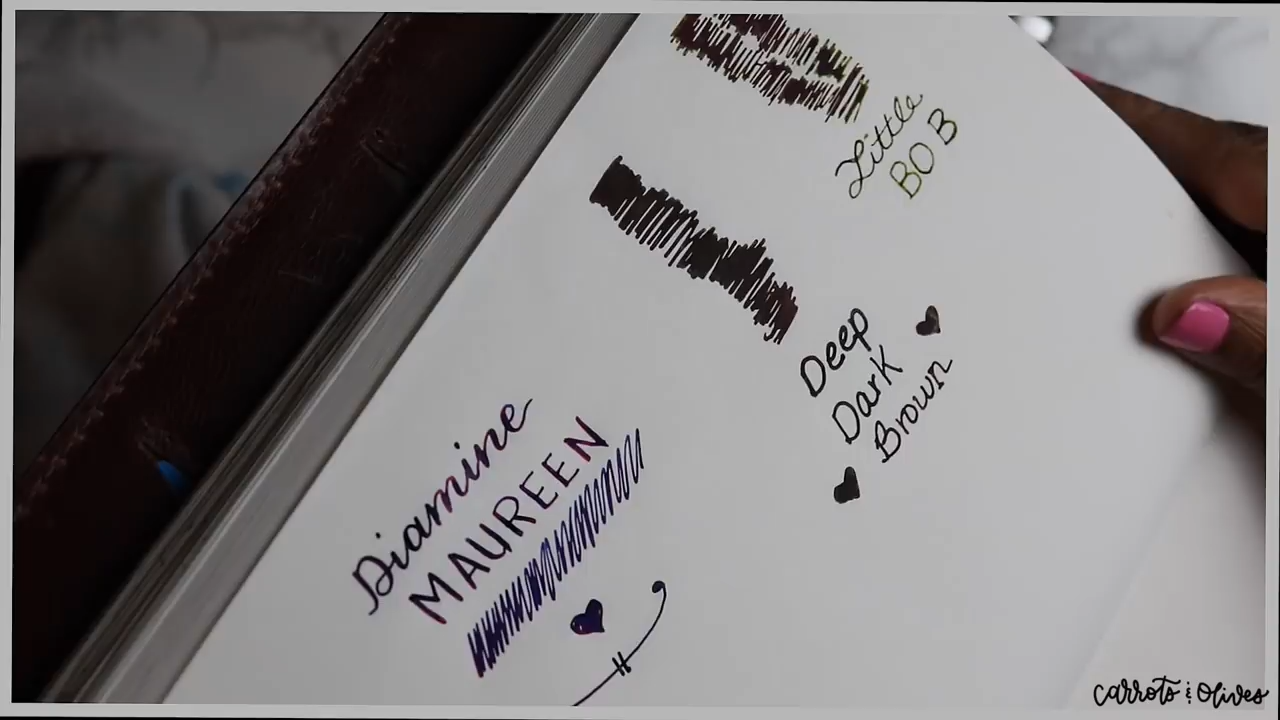 Little
BOB
Deep
Dark
Brown
Diamine
MAUREEN
carrots & Olives